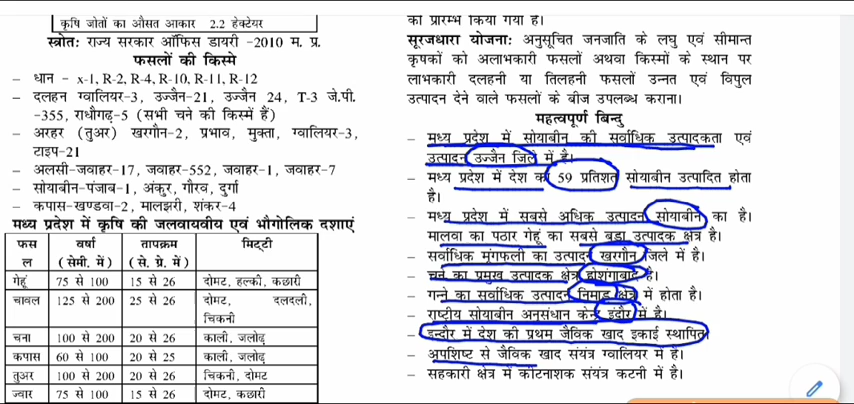 कृषि जोतों का औसत आकार 2.2 हेक्टेयर
स्त्रोतः राज्य सरकार ऑफिस डायरी -2010 म. प्र.
फसलों की किस्मे
– धान - x-1, R-2, R-4, R-10, R-11, R-12
– दलहन ग्वालियर-3, उज्जैन-21, उज्जैन 24, T-3 जे.पी.
-355, राधौगढ़-5 (सभी चने की किस्में हैं)
– अरहर (तुअर) खरगौन-2, प्रभाव, मुक्ता, ग्वालियर-3,
टाइप-21
– अलसी-जवाहर-17, जवाहर-552, जवाहर-1, जवाहर-7
– सोयाबीन-पंजाब-1, अंकुर, गौरव, दुर्गा
– कपास-खण्डवा-2, मालझरी, शंकर-4
मध्य प्रदेश में कृषि की जलवायवीय एवं भौगोलिक दशाएं
फस वर्षा तापक्रम मिट्टी
ल ( सेमी. में ) ( से. ग्रे. में )
गेहूं 75 से 100 15 से 26 दोमट, हल्की, कछारी
चावल 125 से 200 25 से 26 दोमट, दलदली,
चिकनी
चना 100 से 200 20 से 26 काली, जलोढ़
कपास 60 से 100 20 से 25 काली, जलोढ़
तुअर 100 से 200 20 से 26 चिकनी, दोमट
ज्वार 75 से 100 15 से 26 दोमट, कछारी
का प्रारम्भ किया गया है।
सूरजधारा योजनाः अनुसूचित जनजाति के लघु एवं सीमान्त
कृषकों को अलाभकारी फसलों अथवा किस्मों के स्थान पर
लाभकारी दलहनी या तिलहनी फसलों उन्नत एवं विपुल
उत्पादन देने वाले फसलों के बीज उपलब्ध कराना।
महत्वपूर्ण बिन्दु
– मध्य प्रदेश में सोयाबीन की सर्वाधिक उत्पादकता एवं
उत्पादन उज्जैन जिले में है।
– मध्य प्रदेश में देश का 59 प्रतिशत सोयाबीन उत्पादित होता
है।
– मध्य प्रदेश में सबसे अधिक उत्पादन सोयाबीन का है।
मालवा का पठार गेहूं का सबसे बड़ा उत्पादक क्षेत्र है।
– सर्वाधिक मूंगफली का उत्पादन खरगौन जिले में है।
– चने का प्रमुख उत्पादक क्षेत्र होशंगाबाद है।
– गन्ने का सर्वाधिक उत्पादन निमाड़ क्षेत्र में होता है।
– राष्ट्रीय सोयाबीन अनुसंधान केन्द्र इंदौर में है।
– इन्दौर में देश की प्रथम जैविक खाद इकाई स्थापित
– अपशिष्ट से जैविक खाद संयंत्र ग्वालियर में है।
– सहकारी क्षेत्र में कीटनाशक संयंत्र कटनी में है।